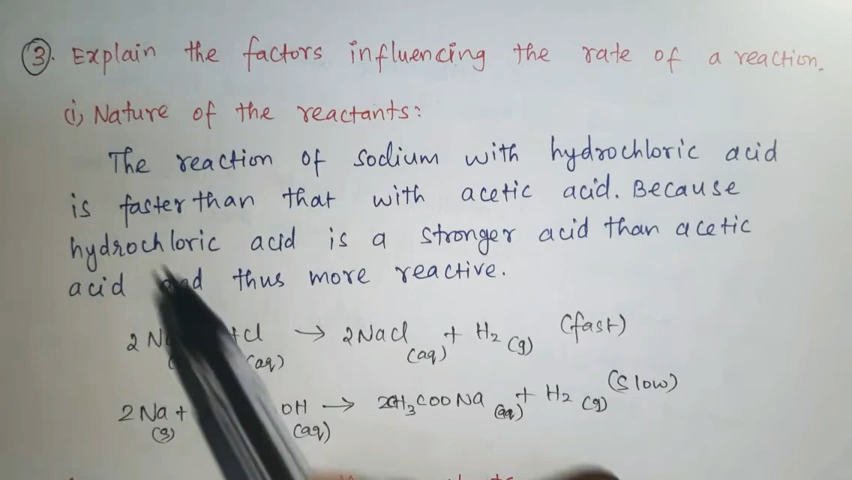 3. Explain the factors influencing the rate of a reaction.
i) Nature of the reactants:
The reaction of sodium with hydrochloric acid
is faster than that with acetic acid. Because
hydrochloric acid is a stronger acid than acetic
acid and thus more reactive.
2 Na Cl (aq) → 2NaCl (aq) + H2 (g) (fast)
2Na (s) + OH (aq) → 2CH3COONa (aq) + H2 (g) (slow)